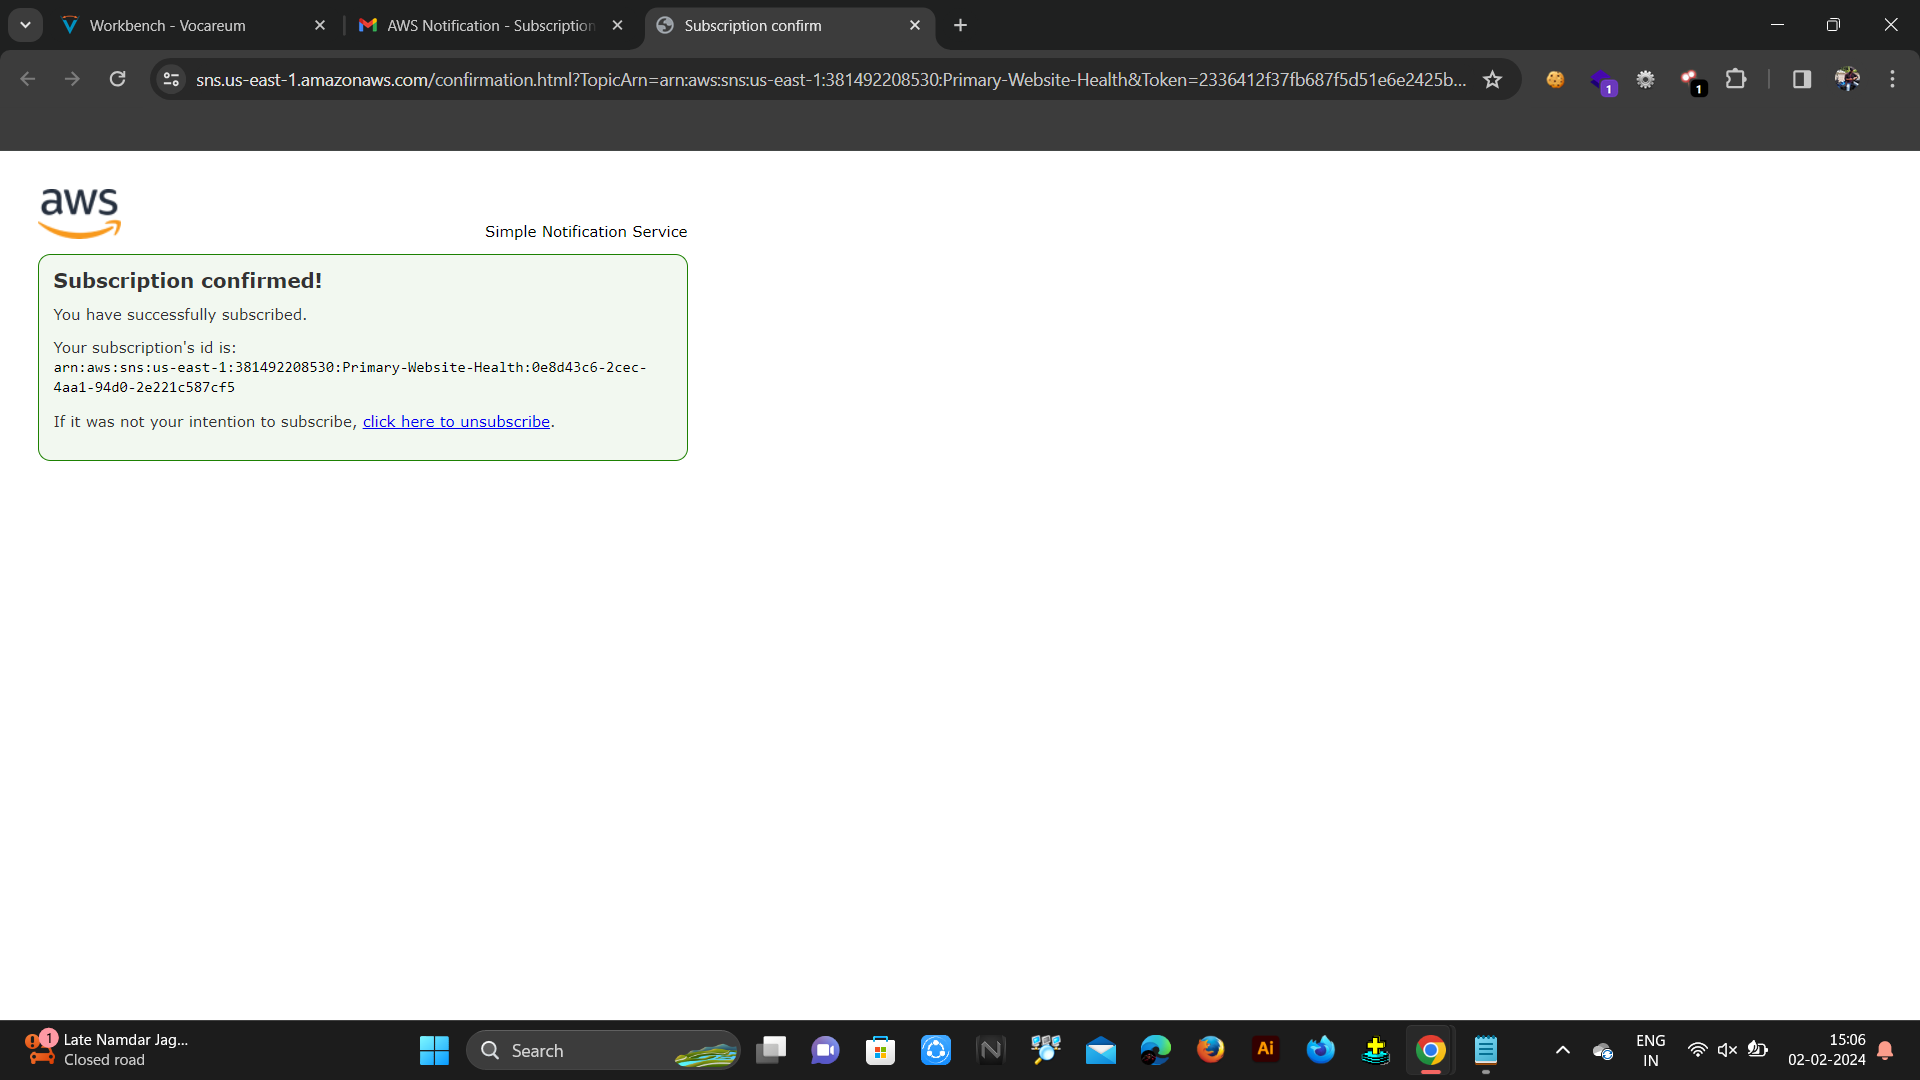 Workbench - Vocareum
AWS Notification - Subscription
Subscription confirm
sns.us-east-1.amazonaws.com/confirmation.html?TopicArn=arn:aws:sns:us-east-1:381492208530:Primary-Website-Health&Token=2336412f37fb687f5d51e6e2425b...
1
1
aws
Simple Notification Service
Subscription confirmed!
You have successfully subscribed.
Your subscription's id is:
arn:aws:sns:us-east-1:381492208530:Primary-Website-Health:0e8d43c6-2cec-
4aa1-94d0-2e221c587cf5
If it was not your intention to subscribe, click here to unsubscribe.
1
Late Namdar Jag...
Closed road
Search
N
Ai
ENG
IN
15:06
02-02-2024